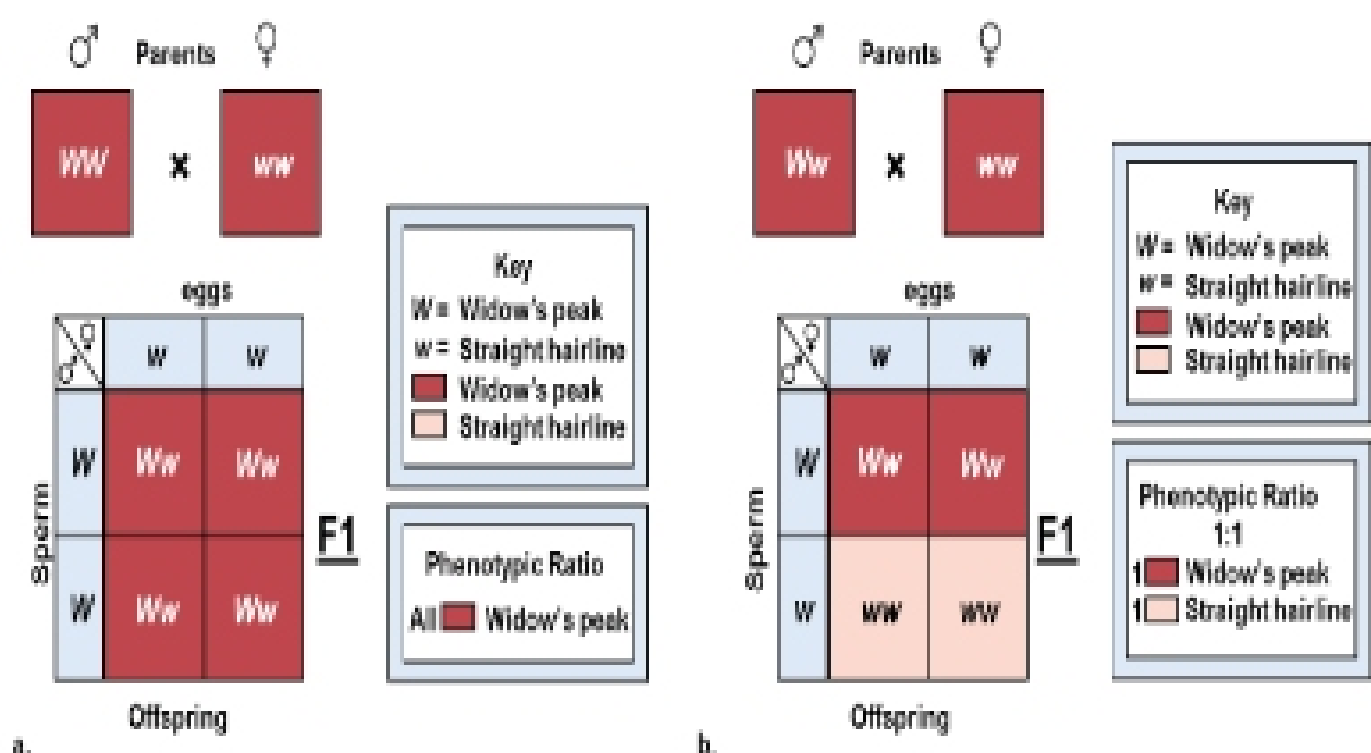 ♂ Parents ♀
WW x ww
eggs
w w
Sperm
W Ww Ww
W Ww Ww
F1
Offspring
a.
Key
W = Widow's peak
w = Straight hairline
Widow's peak
Straight hairline
Phenotypic Ratio
All Widow's peak
♂ Parents ♀
Ww x ww
eggs
w w
Sperm
W Ww Ww
w ww ww
F1
Offspring
b.
Key
W = Widow's peak
w = Straight hairline
Widow's peak
Straight hairline
Phenotypic Ratio
1:1
1 Widow's peak
1 Straight hairline